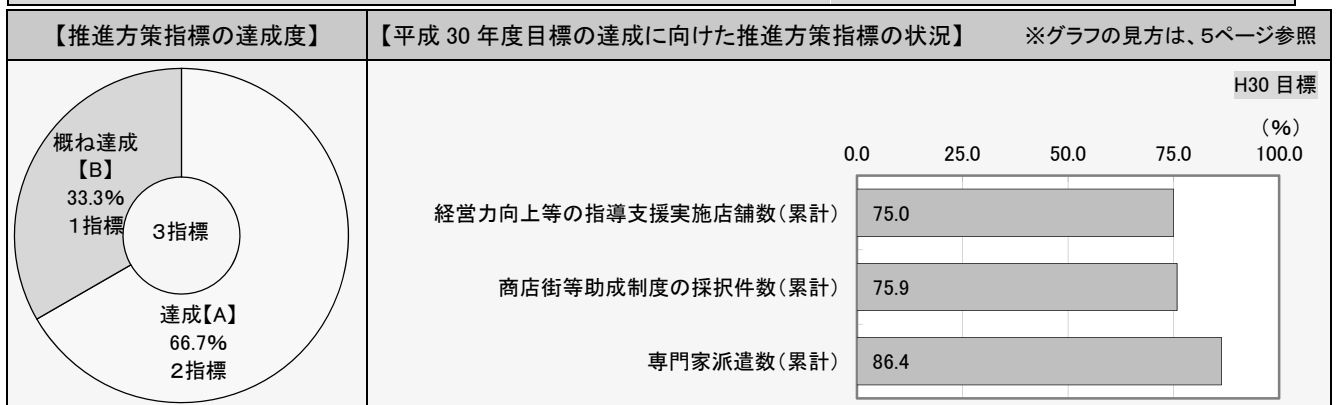 【推進方策指標の達成度】
【平成 30 年度目標の達成に向けた推進方策指標の状況】 ※グラフの見方は、5ページ参照
概ね達成
【B】
33.3%
1指標
3指標
達成【A】
66.7%
2指標
H30 目標
(%)
0.0 25.0 50.0 75.0 100.0
経営力向上等の指導支援実施店舗数(累計) 75.0
商店街等助成制度の採択件数(累計) 75.9
専門家派遣数(累計) 86.4